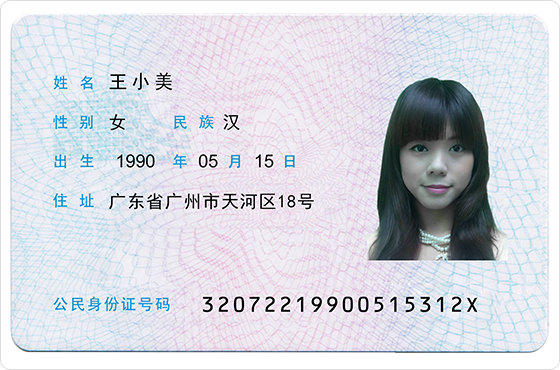 姓名 王小美
性别 女 民族 汉
出生 1990 年 05 月 15 日
住址 广东省广州市天河区18号
公民身份证号码 32072219900515312X